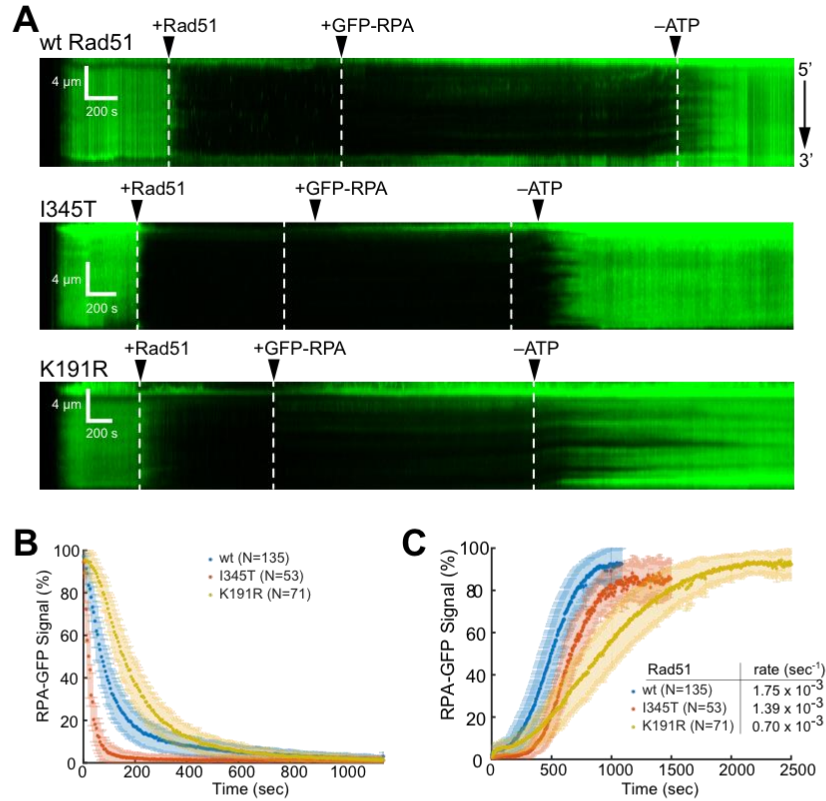 A
+Rad51 +GFP-RPA –ATP
wt Rad51
4 µm
200 s
5'
3'
+Rad51 +GFP-RPA –ATP
I345T
4 µm
200 s
+Rad51 +GFP-RPA –ATP
K191R
4 µm
200 s
B
RPA-GFP Signal (%)
100
80
60
40
20
0
wt (N=135)
I345T (N=53)
K191R (N=71)
0 200 400 600 800 1000
Time (sec)
C
RPA-GFP Signal (%)
100
80
60
40
20
0
Rad51 rate (sec-1)
wt (N=135) 1.75 x 10-3
I345T (N=53) 1.39 x 10-3
K191R (N=71) 0.70 x 10-3
0 500 1000 1500 2000 2500
Time (sec)